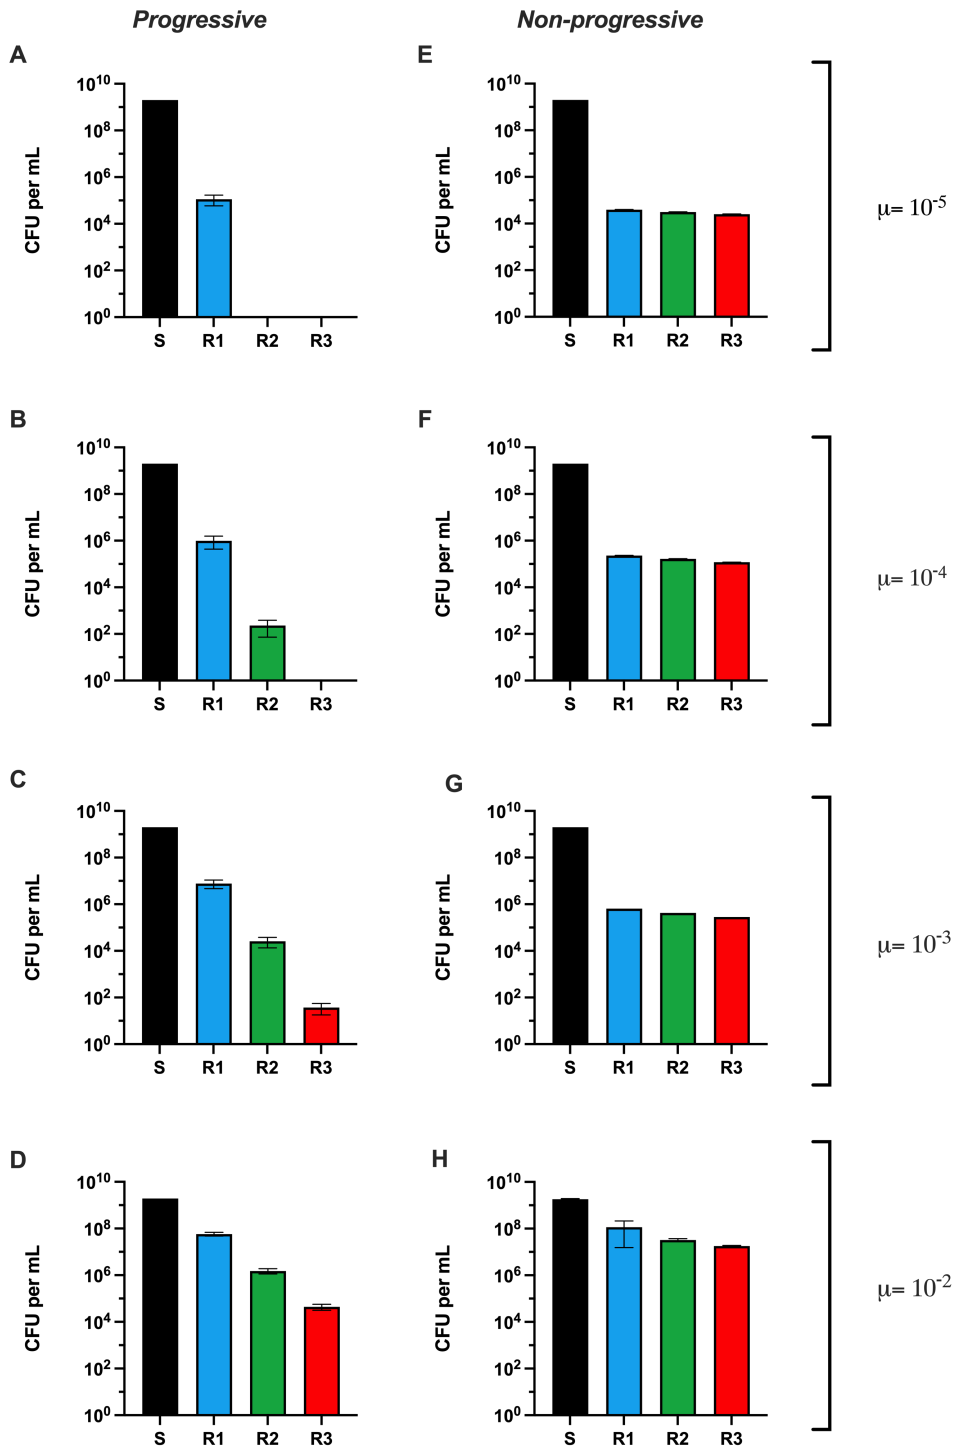 Progressive
Non-progressive
A
CFU per mL
10^10
10^8
10^6
10^4
10^2
10^0
S R1 R2 R3
E
CFU per mL
10^10
10^8
10^6
10^4
10^2
10^0
S R1 R2 R3
μ= 10^-5
B
CFU per mL
10^10
10^8
10^6
10^4
10^2
10^0
S R1 R2 R3
F
CFU per mL
10^10
10^8
10^6
10^4
10^2
10^0
S R1 R2 R3
μ= 10^-4
C
CFU per mL
10^10
10^8
10^6
10^4
10^2
10^0
S R1 R2 R3
G
CFU per mL
10^10
10^8
10^6
10^4
10^2
10^0
S R1 R2 R3
μ= 10^-3
D
CFU per mL
10^10
10^8
10^6
10^4
10^2
10^0
S R1 R2 R3
H
CFU per mL
10^10
10^8
10^6
10^4
10^2
10^0
S R1 R2 R3
μ= 10^-2